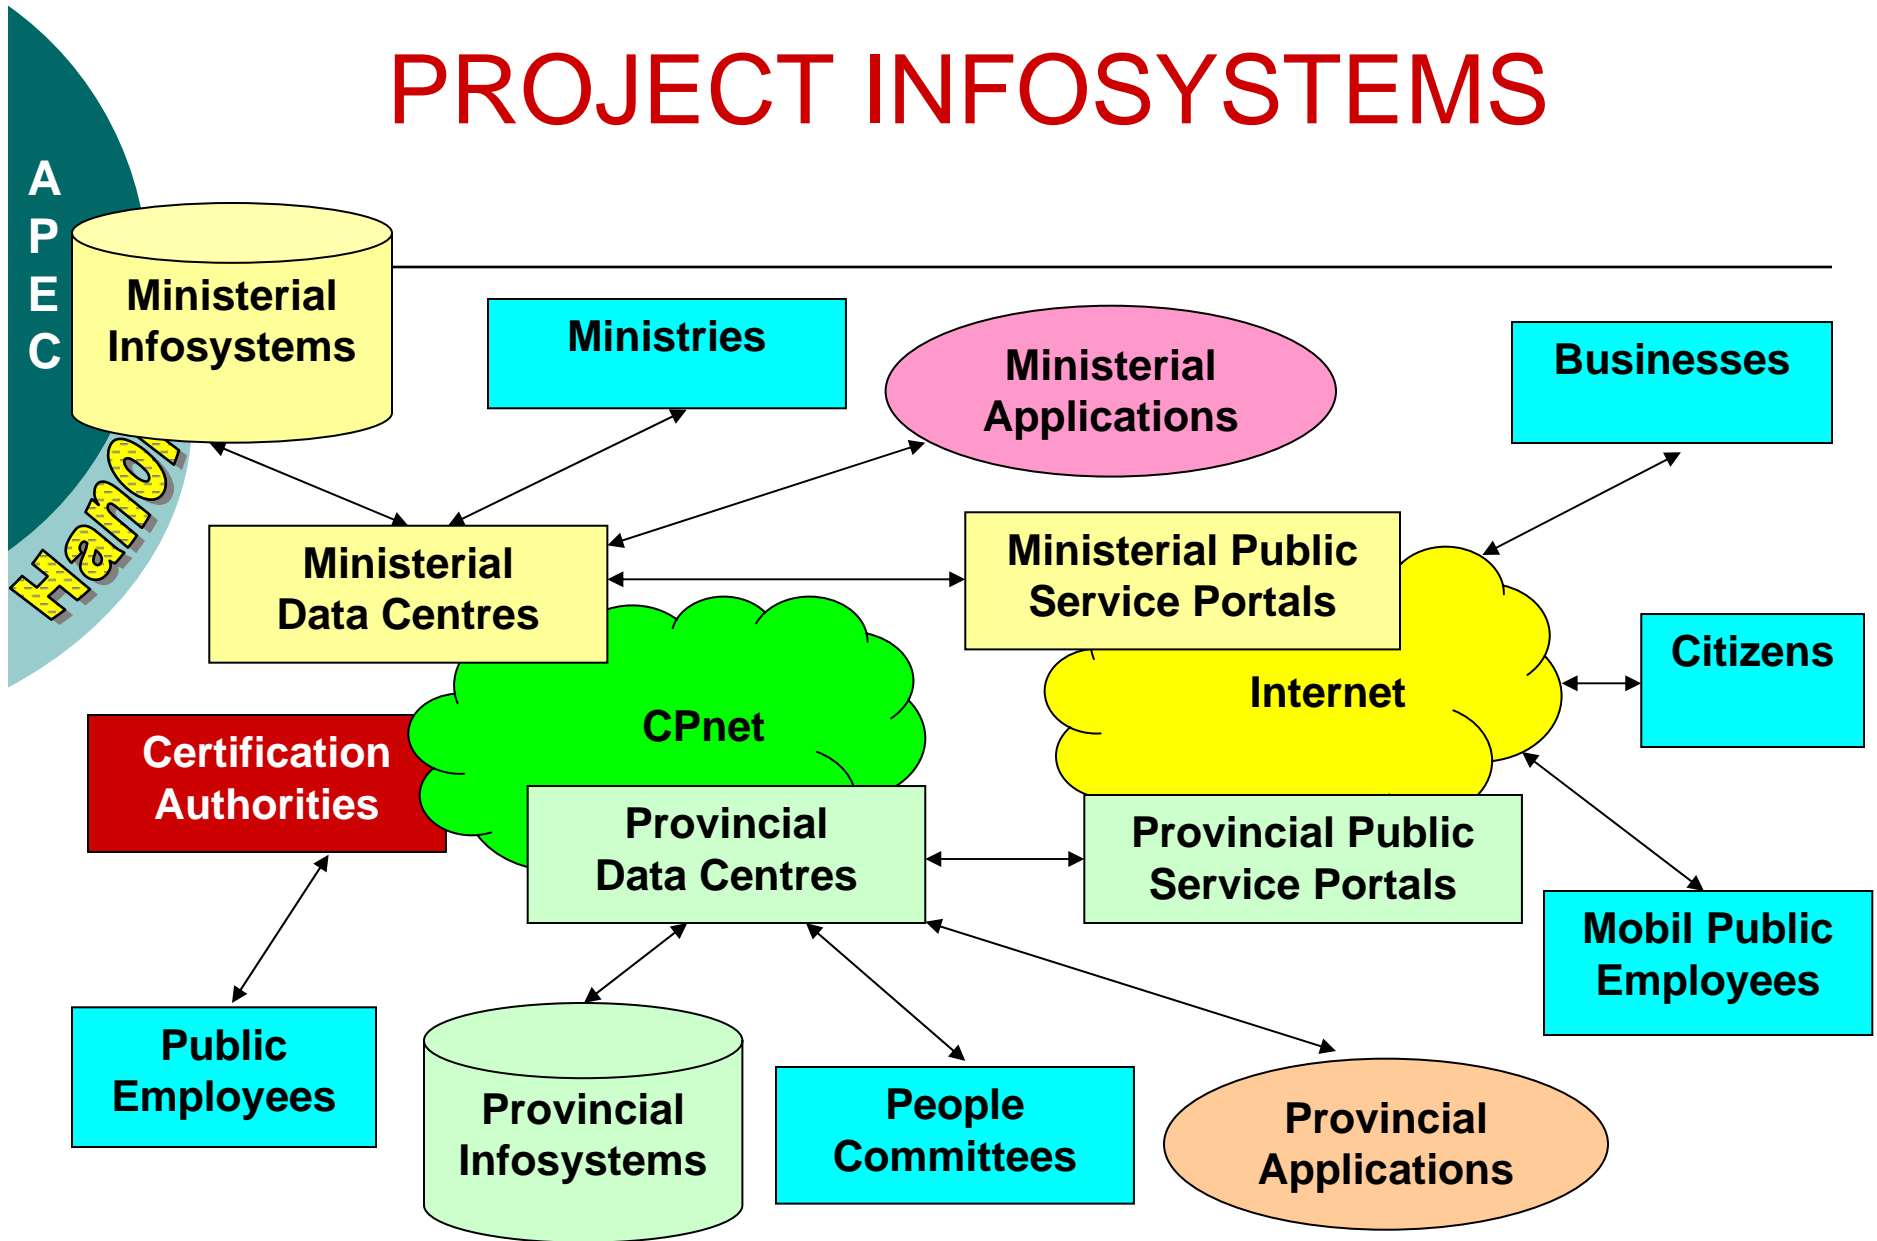 PROJECT INFOSYSTEMS
A
P
E
C
Hanoi
Ministerial
Infosystems
Ministries
Ministerial
Applications
Businesses
Ministerial
Data Centres
Ministerial Public
Service Portals
Citizens
Internet
CPnet
Certification
Authorities
Provincial
Data Centres
Provincial Public
Service Portals
Mobil Public
Employees
Public
Employees
Provincial
Infosystems
People
Committees
Provincial
Applications